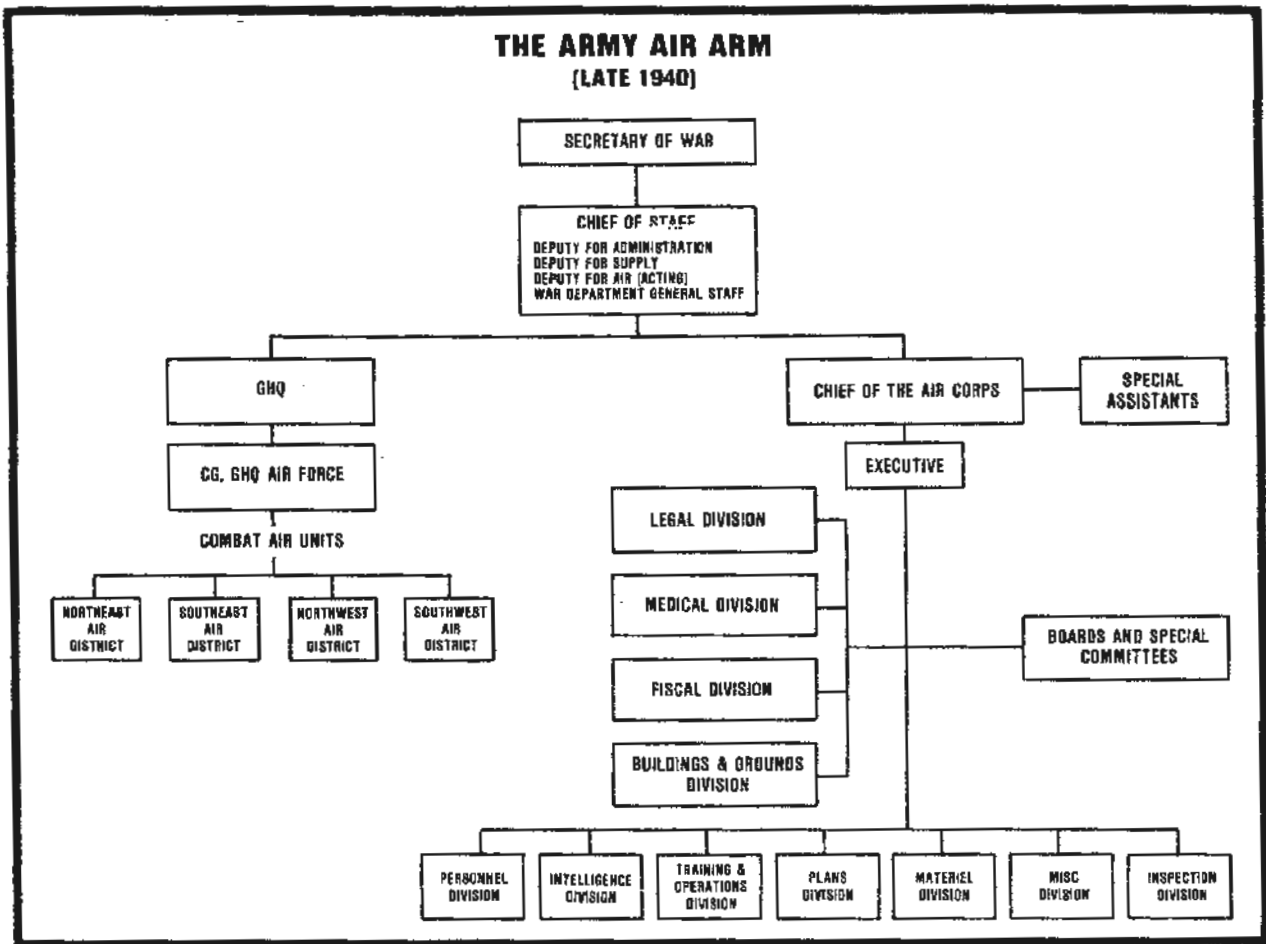 THE ARMY AIR ARM
(LATE 1940)
SECRETARY OF WAR
CHIEF OF STAFF
DEPUTY FOR ADMINISTRATION
DEPUTY FOR SUPPLY
DEPUTY FOR AIR (ACTING)
WAR DEPARTMENT GENERAL STAFF
GHQ
CHIEF OF THE AIR CORPS
SPECIAL
ASSISTANTS
CG, GHQ AIR FORCE
EXECUTIVE
COMBAT AIR UNITS
NORTHEAST
AIR
DISTRICT
SOUTHEAST
AIR
DISTRICT
NORTHWEST
AIR
DISTRICT
SOUTHWEST
AIR
DISTRICT
LEGAL DIVISION
MEDICAL DIVISION
FISCAL DIVISION
BUILDINGS & GROUNDS
DIVISION
BOARDS AND SPECIAL
COMMITTEES
PERSONNEL
DIVISION
INTELLIGENCE
DIVISION
TRAINING &
OPERATIONS
DIVISION
PLANS
DIVISION
MATERIEL
DIVISION
MISC
DIVISION
INSPECTION
DIVISION